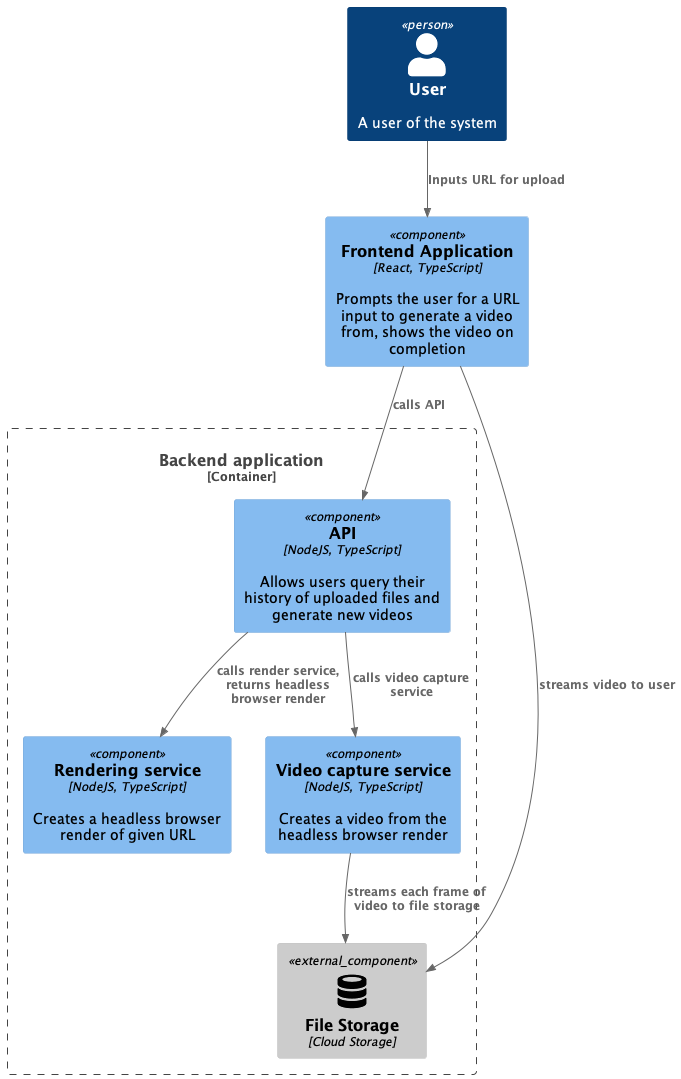 «person»
User
A user of the system
Inputs URL for upload
«component»
Frontend Application
[React, TypeScript]
Prompts the user for a URL
input to generate a video
from, shows the video on
completion
calls API
Backend application
[Container]
«component»
API
[NodeJS, TypeScript]
Allows users query their
history of uploaded files and
generate new videos
calls render service,
returns headless
browser render
calls video capture
service
streams video to user
«component»
Rendering service
[NodeJS, TypeScript]
Creates a headless browser
render of given URL
«component»
Video capture service
[NodeJS, TypeScript]
Creates a video from the
headless browser render
streams each frame of
video to file storage
«external_component»
File Storage
[Cloud Storage]